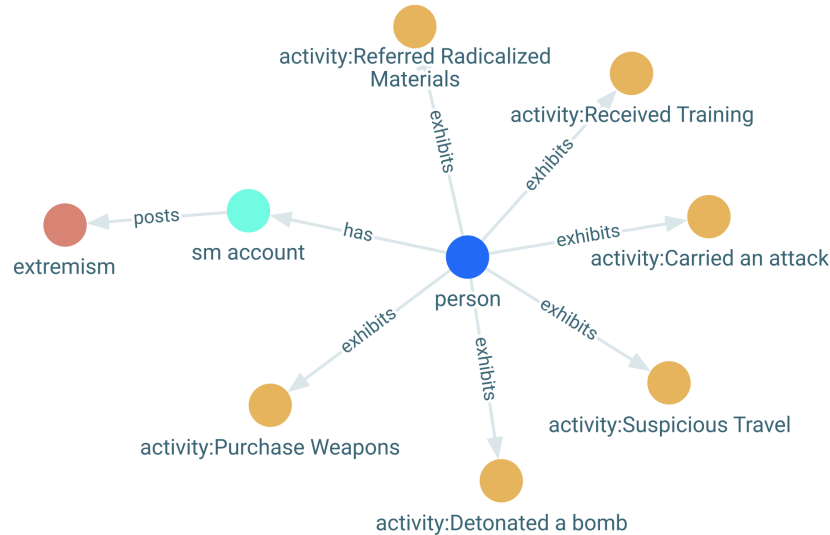 activity:Referred Radicalized
Materials
activity:Received Training
exhibits
exhibits
posts
has
exhibits
extremism
sm account
activity:Carried an attack
person
exhibits
exhibits
exhibits
activity:Purchase Weapons
activity:Suspicious Travel
activity:Detonated a bomb